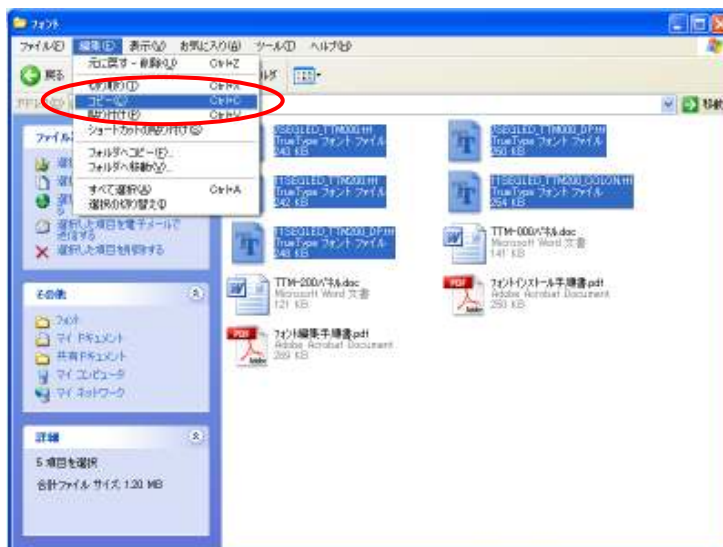 フォント
ファイル(F) 編集(E) 表示(V) お気に入り(A) ツール(T) ヘルプ(H)
戻る
元に戻す - 削除(U) Ctrl+Z
切り取り(T) Ctrl+X
コピー(C) Ctrl+C
貼り付け(P) Ctrl+V
ショートカットの貼り付け(S)
フォルダへコピー(F)...
フォルダへ移動(V)...
すべて選択(A) Ctrl+A
選択の切り替え(I)
移動
選択した項目を電子メールで
送信する
選択した項目を削除する
その他
フォント
マイ ドキュメント
共有ドキュメント
マイ コンピュータ
マイ ネットワーク
詳細
5 項目を選択
合計ファイル サイズ: 1.20 MB
TrueType フォント ファイル
243 KB
TrueType フォント ファイル
250 KB
TrueType フォント ファイル
242 KB
TrueType フォント ファイル
254 KB
TrueType フォント ファイル
248 KB
TTM-000パネル.doc
Microsoft Word 文書
141 KB
TTM-200パネル.doc
Microsoft Word 文書
121 KB
フォントインストール手順書.pdf
Adobe Acrobat Document
293 KB
フォント編集手順書.pdf
Adobe Acrobat Document
289 KB